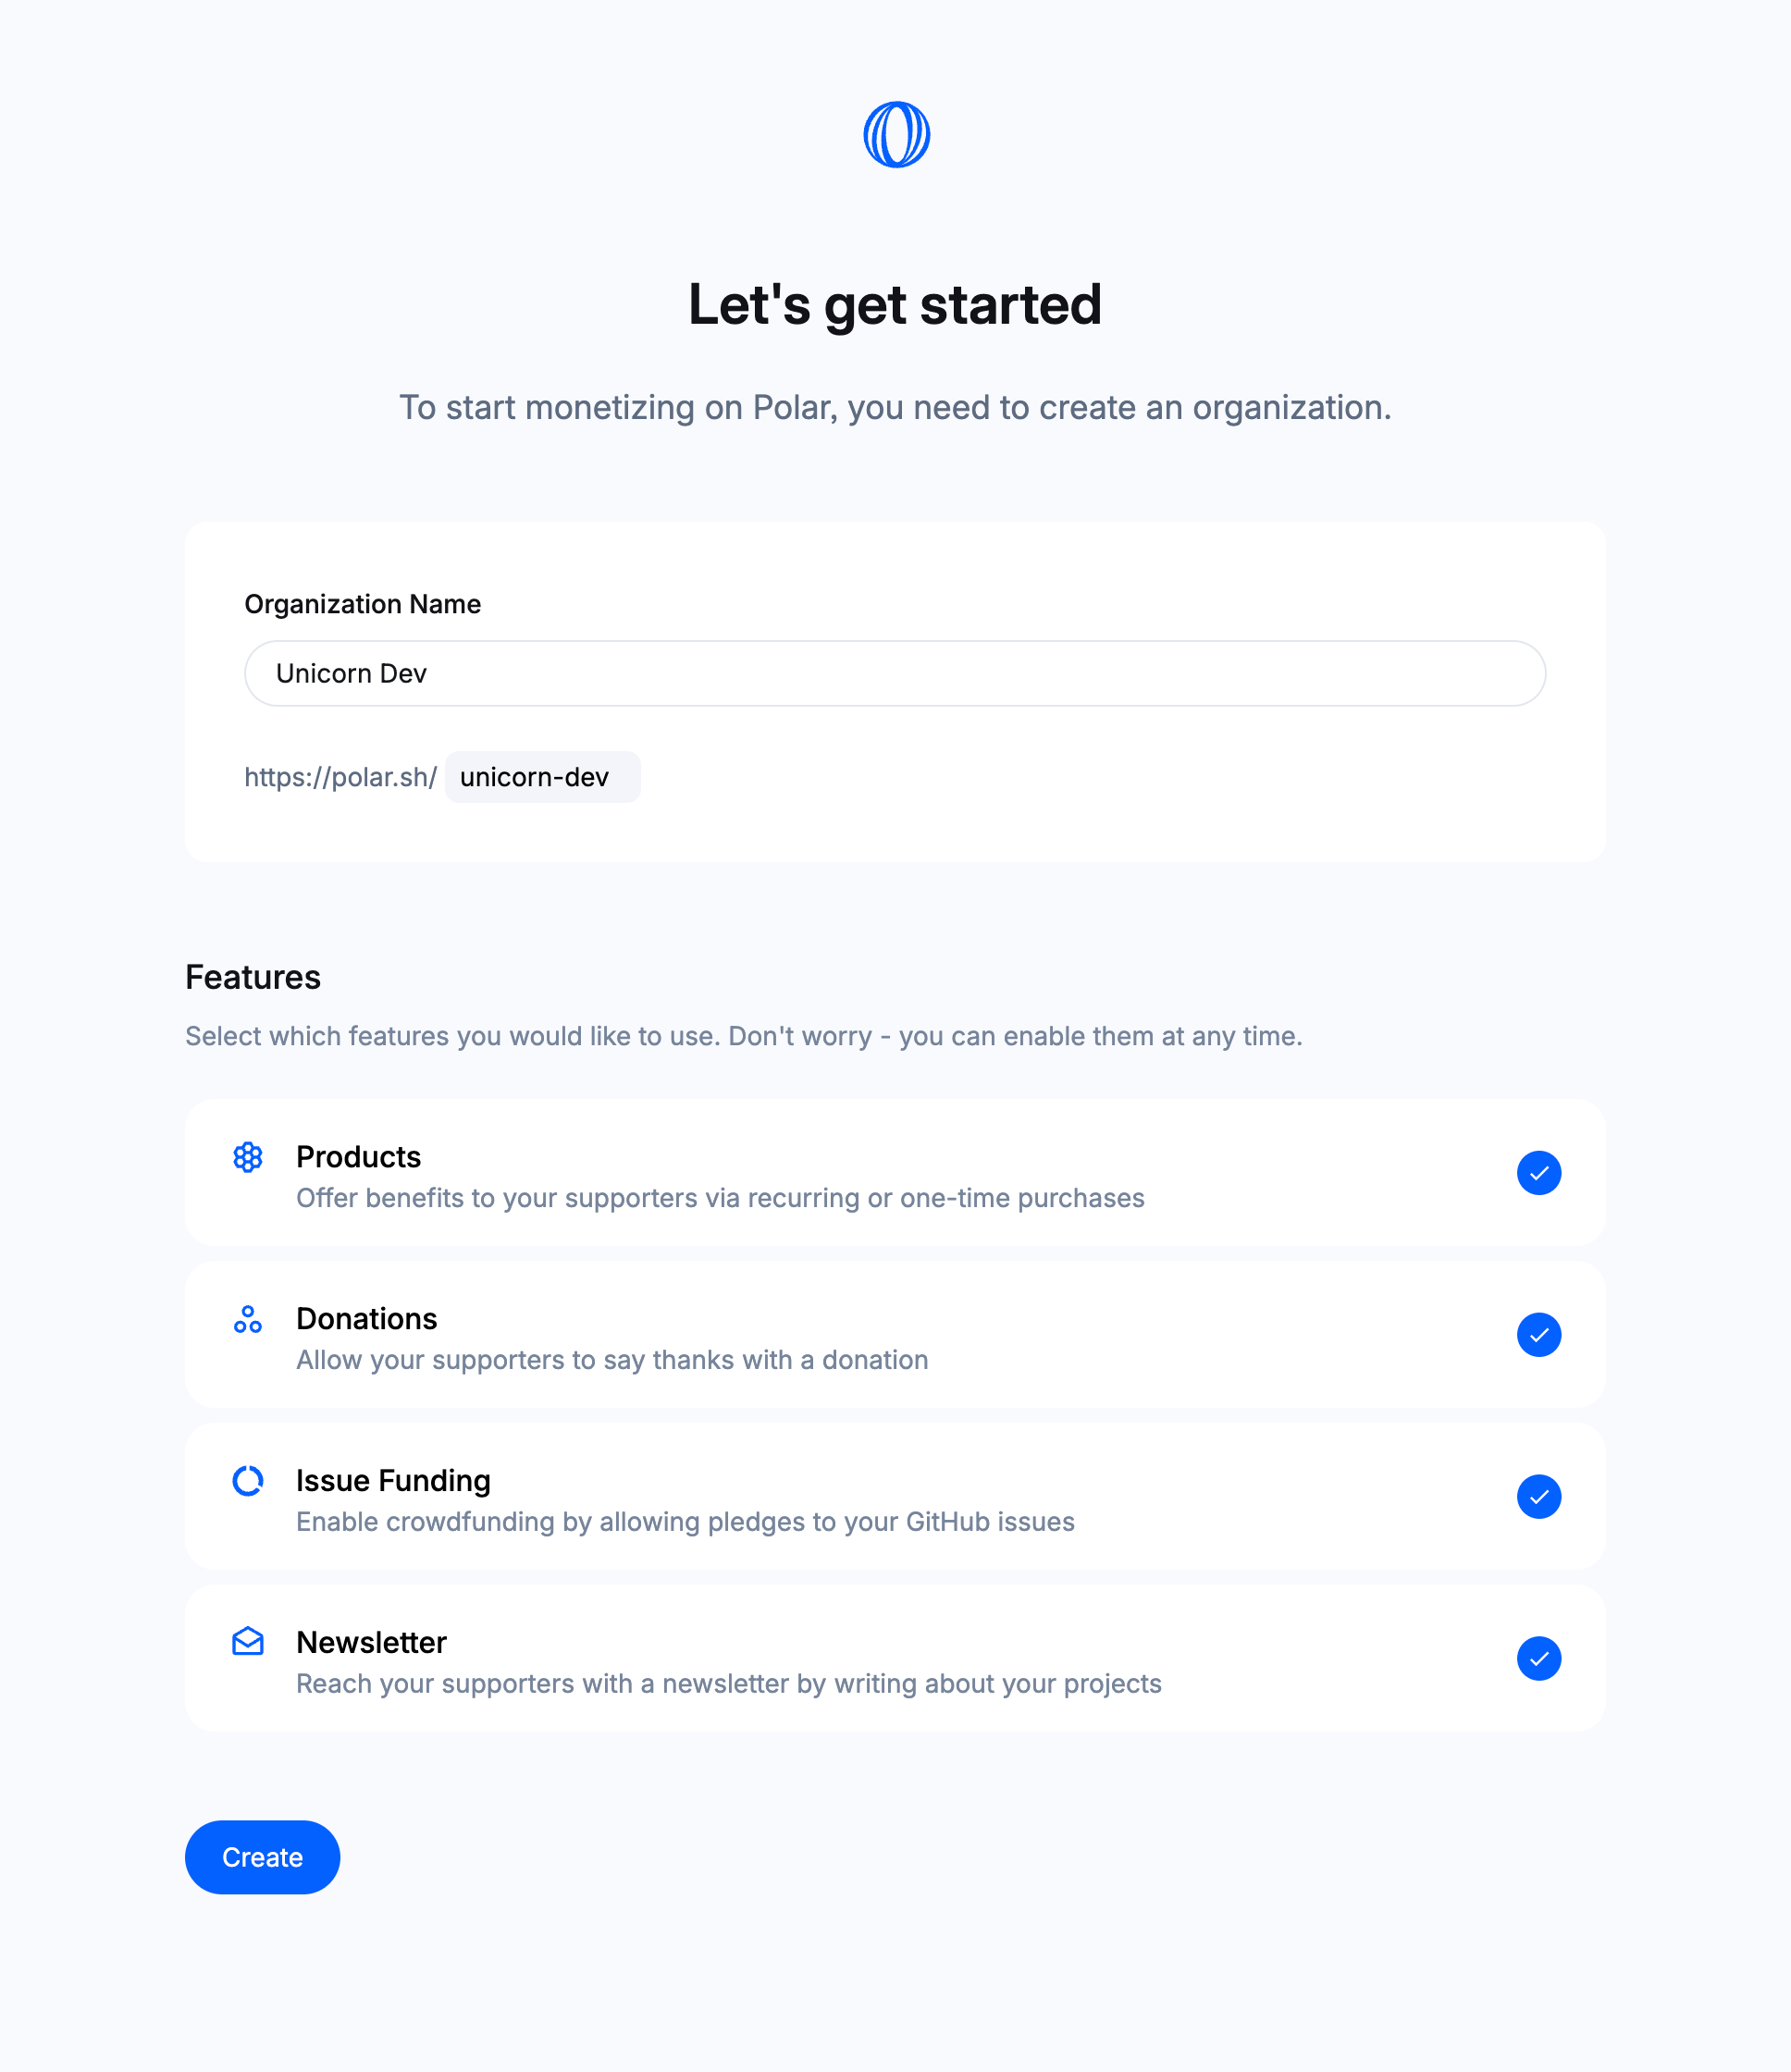 Let's get started
To start monetizing on Polar, you need to create an organization.
Organization Name
Unicorn Dev
https://polar.sh/ unicorn-dev
Features
Select which features you would like to use. Don't worry - you can enable them at any time.
Products
Offer benefits to your supporters via recurring or one-time purchases
Donations
Allow your supporters to say thanks with a donation
Issue Funding
Enable crowdfunding by allowing pledges to your GitHub issues
Newsletter
Reach your supporters with a newsletter by writing about your projects
Create